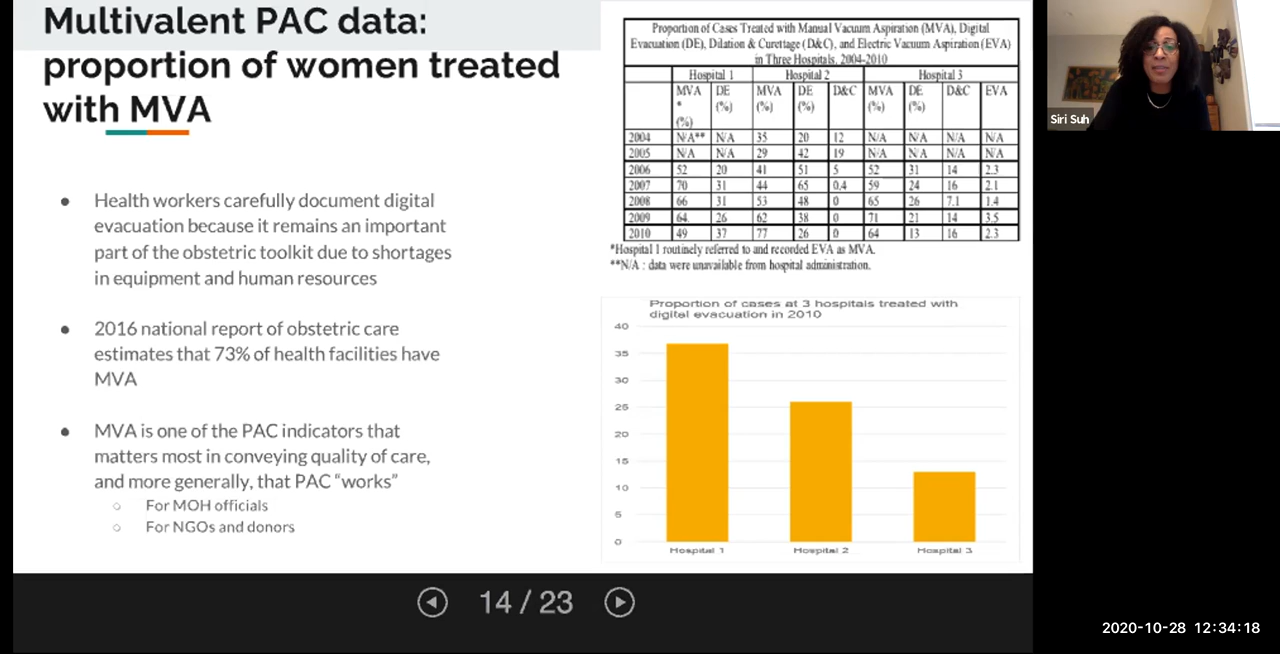 Multivalent PAC data:
proportion of women treated
with MVA
● Health workers carefully document digital
evacuation because it remains an important
part of the obstetric toolkit due to shortages
in equipment and human resources
● 2016 national report of obstetric care
estimates that 73% of health facilities have
MVA
● MVA is one of the PAC indicators that
matters most in conveying quality of care,
and more generally, that PAC “works”
○ For MOH officials
○ For NGOs and donors
Proportion of Cases Treated with Manual Vacuum Aspiration (MVA), Digital
Evacuation (DE), Dilation & Curettage (D&C), and Electric Vacuum Aspiration (EVA)
in Three Hospitals, 2004-2010
Hospital 1 Hospital 2 Hospital 3
MVA DE MVA DE D&C MVA DE D&C EVA
* (%) (%) (%) (%) (%)
(%)
2004 N/A** N/A 35 20 12 N/A N/A N/A N/A
2005 N/A N/A 29 42 19 N/A N/A N/A N/A
2006 52 20 41 51 5 52 31 14 2.3
2007 70 31 44 65 0.4 59 24 16 2.1
2008 66 31 53 48 0 65 26 7.1 1.4
2009 64 26 62 38 0 71 21 14 3.5
2010 49 37 77 26 0 64 13 16 2.3
*Hospital 1 routinely referred to and recorded EVA as MVA.
**N/A : data were unavailable from hospital administration.
Proportion of cases at 3 hospitals treated with
digital evacuation in 2010
40
35
30
25
20
15
10
5
0
Hospital 1 Hospital 2 Hospital 3
14 / 23
Siri Suh
2020-10-28 12:34:18